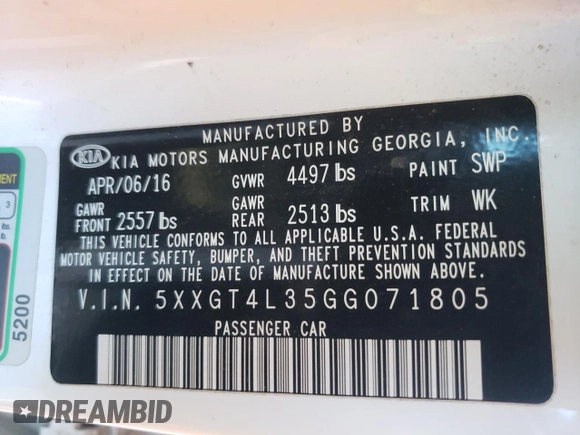 MANUFACTURED BY
KIA KIA MOTORS MANUFACTURING GEORGIA, INC.
APR/06/16 GVWR 4497 lbs PAINT SWP
GAWR FRONT 2557 lbs GAWR REAR 2513 lbs TRIM WK
THIS VEHICLE CONFORMS TO ALL APPLICABLE U.S.A. FEDERAL
MOTOR VEHICLE SAFETY, BUMPER, AND THEFT PREVENTION STANDARDS
IN EFFECT ON THE DATE OF MANUFACTURE SHOWN ABOVE.
V.I.N. 5XXGT4L35GG071805
PASSENGER CAR
5200
DREAMBID